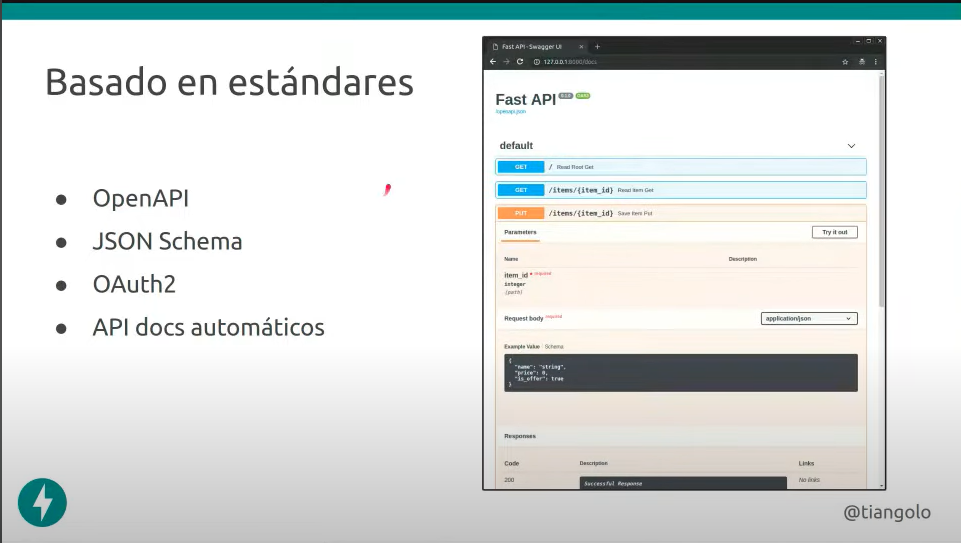 Basado en estándares
● OpenAPI
● JSON Schema
● OAuth2
● API docs automáticos
Fast API - Swagger UI
127.0.0.1:8000/docs
Fast API 0.1.0 OAS3
/openapi.json
default
GET / Read Root Get
GET /items/{item_id} Read Item Get
PUT /items/{item_id} Save Item Put
Parameters Try it out
Name Description
item_id * required
integer
(path)
Request body required application/json
Example Value Schema
{
"name": "string",
"price": 0,
"is_offer": true
}
Responses
Code Description Links
200 Successful Response No links
@tiangolo